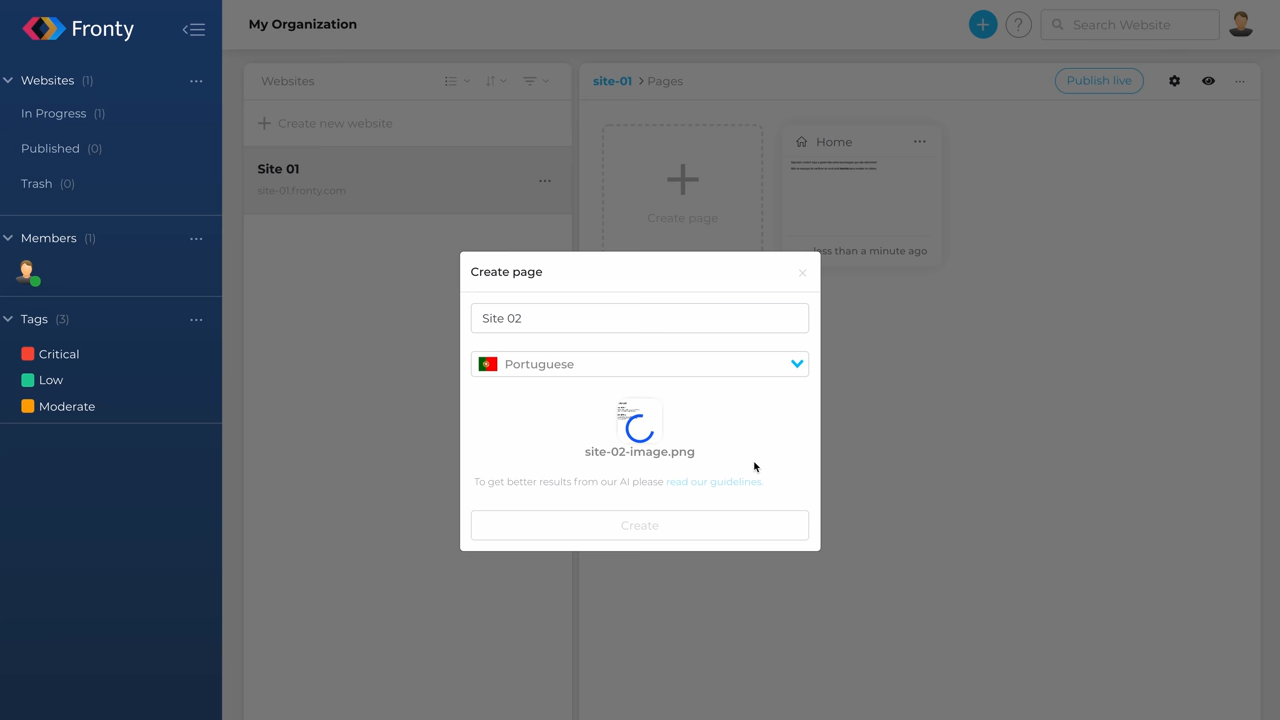 Fronty
My Organization
Search Website
Websites (1)
In Progress (1)
Published (0)
Trash (0)
Members (1)
Tags (3)
Critical
Low
Moderate
Websites
Create new website
Site 01
site-01.fronty.com
site-01 > Pages
Publish live
Create page
Home
less than a minute ago
Create page
Site 02
Portuguese
site-02-image.png
To get better results from our AI please read our guidelines.
Create